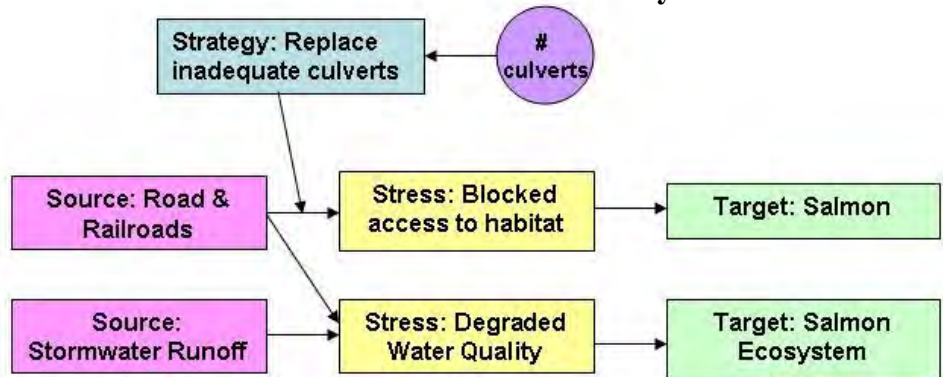 Strategy: Replace
inadequate culverts
#
culverts
Source: Road &
Railroads
Stress: Blocked
access to habitat
Target: Salmon
Source:
Stormwater Runoff
Stress: Degraded
Water Quality
Target: Salmon
Ecosystem